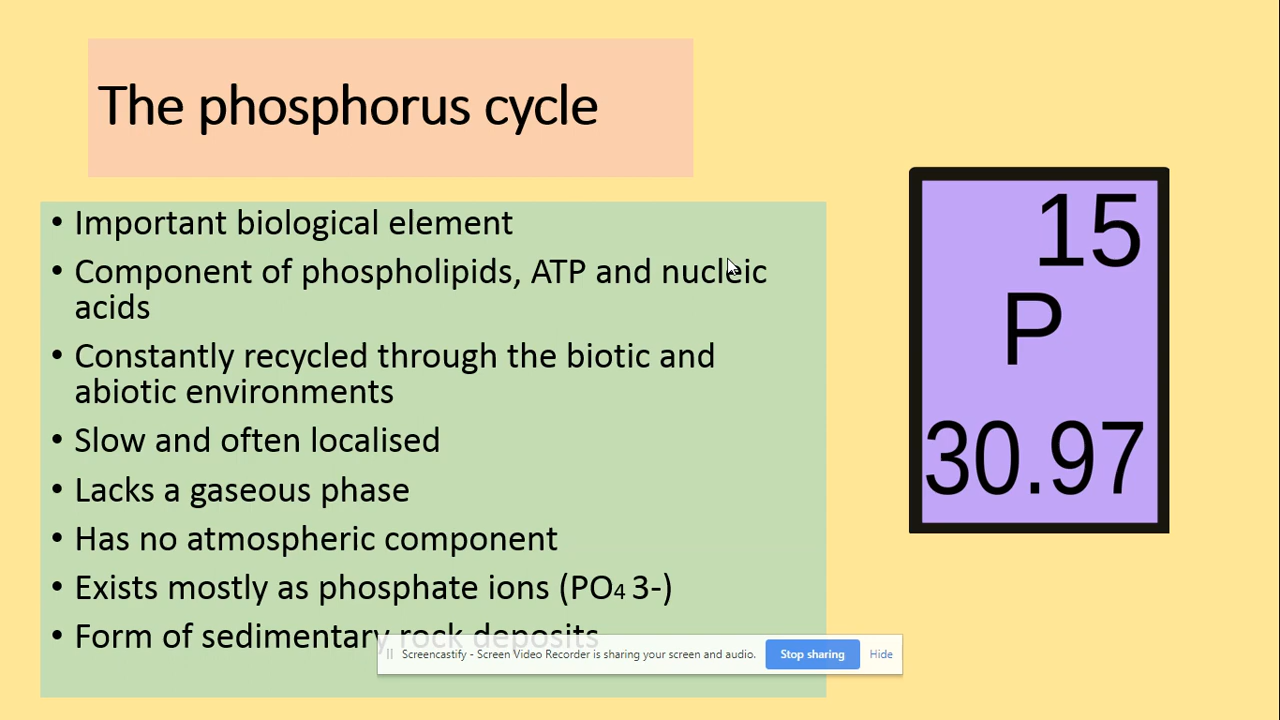 The phosphorus cycle
• Important biological element
• Component of phospholipids, ATP and nucleic
acids
• Constantly recycled through the biotic and
abiotic environments
• Slow and often localised
• Lacks a gaseous phase
• Has no atmospheric component
• Exists mostly as phosphate ions (PO4 3-)
• Form of sedimentary rock deposits
15
P
30.97
Screencastify - Screen Video Recorder is sharing your screen and audio.
Stop sharing
Hide